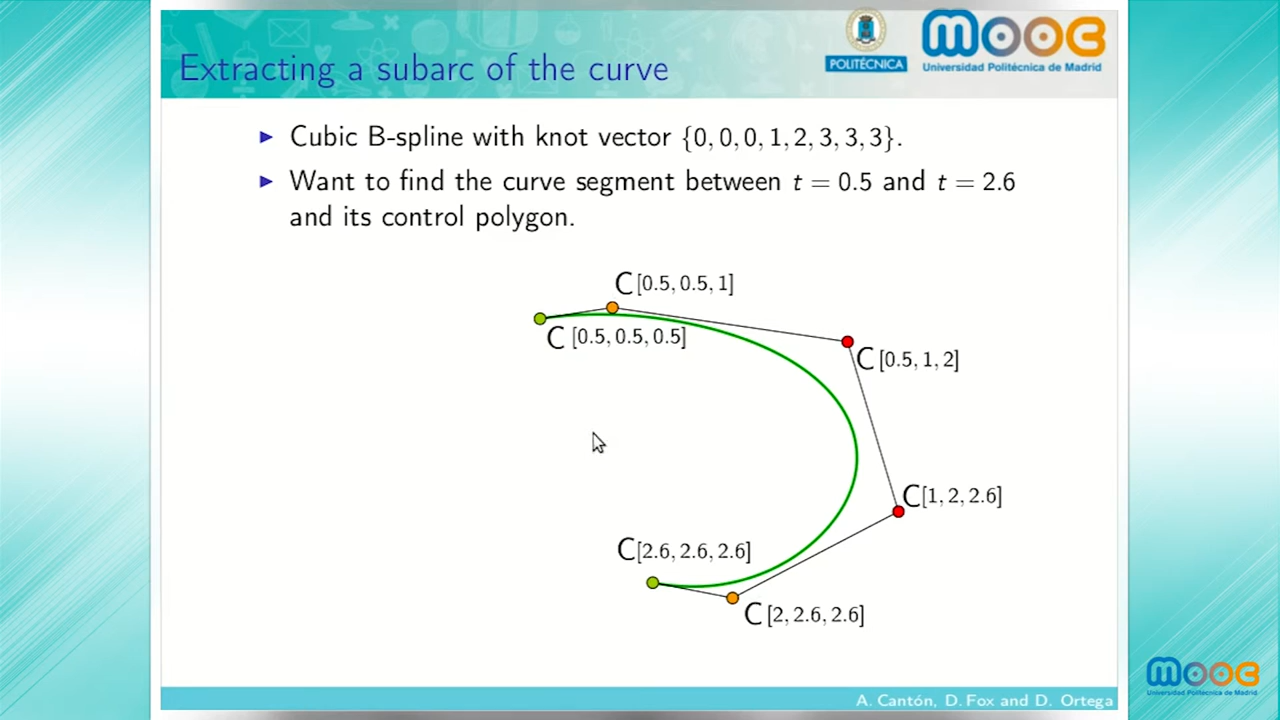 Extracting a subarc of the curve
POLITÉCNICA
mooc
Universidad Politécnica de Madrid
▶ Cubic B-spline with knot vector {0, 0, 0, 1, 2, 3, 3, 3}.
▶ Want to find the curve segment between t = 0.5 and t = 2.6
and its control polygon.
C[0.5, 0.5, 1]
C [0.5, 0.5, 0.5]
C[0.5, 1, 2]
C[1, 2, 2.6]
C[2.6, 2.6, 2.6]
C[2, 2.6, 2.6]
mooc
Universidad Politécnica de Madrid
A. Cantón, D. Fox and D. Ortega